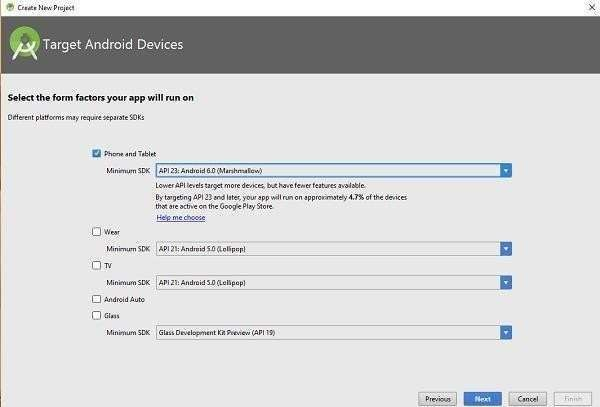 Create New Project
Target Android Devices
Select the form factors your app will run on
Different platforms may require separate SDKs
Phone and Tablet
Minimum SDK API 23: Android 6.0 (Marshmallow)
Lower API levels target more devices, but have fewer features available.
By targeting API 23 and later, your app will run on approximately 4.7% of the devices
that are active on the Google Play Store.
Help me choose
Wear
Minimum SDK API 21: Android 5.0 (Lollipop)
TV
Minimum SDK API 21: Android 5.0 (Lollipop)
Android Auto
Glass
Minimum SDK Glass Development Kit Preview (API 19)
Previous Next Cancel Finish